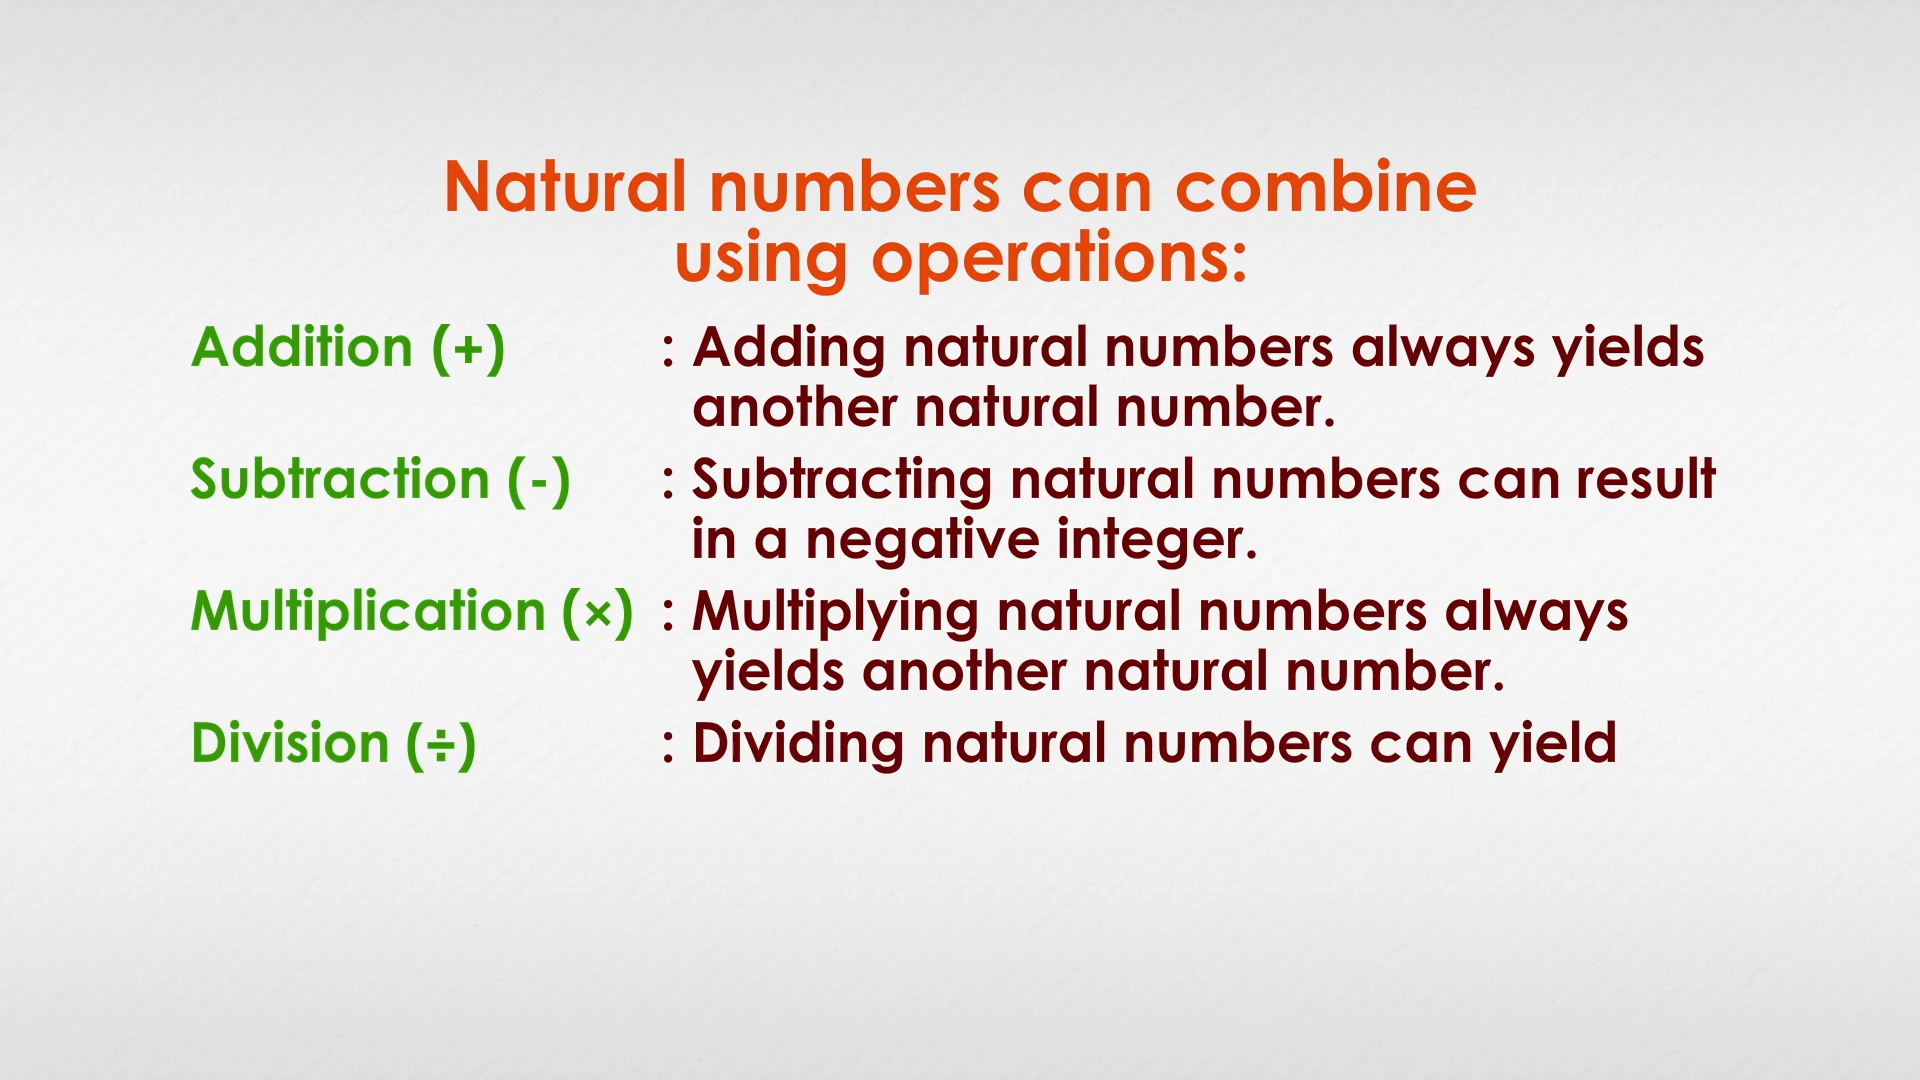 Natural numbers can combine
using operations:
Addition (+) : Adding natural numbers always yields
another natural number.
Subtraction (-) : Subtracting natural numbers can result
in a negative integer.
Multiplication (×) : Multiplying natural numbers always
yields another natural number.
Division (÷) : Dividing natural numbers can yield